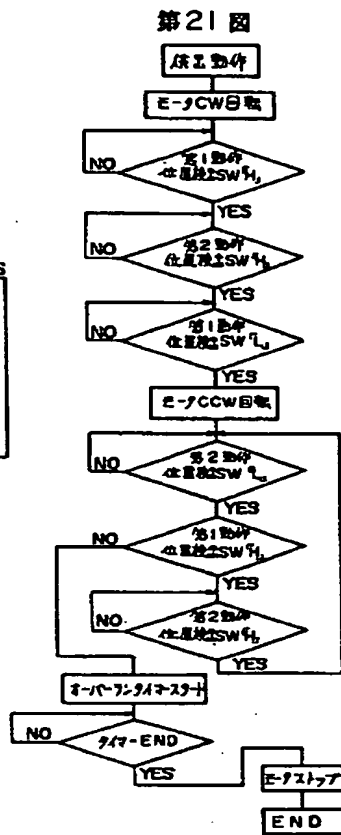 第21図
モータCW回転
NO
第1動作
位置検出SW"H"
YES
NO
第2動作
位置検出SW"H"
YES
NO
第1動作
位置検出SW"L"
YES
モータCCW回転
NO
第2動作
位置検出SW"L"
YES
NO
第1動作
位置検出SW"H"
YES
NO
第2動作
位置検出SW"H"
YES
オーバーランタイマースタート
NO
タイマーEND
YES
モータストップ
END